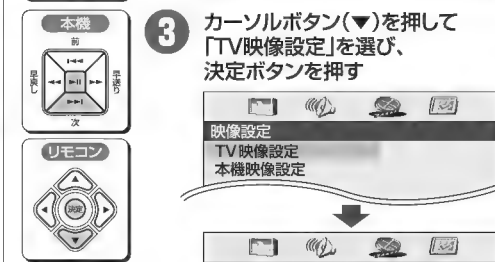 本機
前
早戻し
早送り
次
リモコン
決定
3 カーソルボタン(▼)を押して
「TV映像設定」を選び、
決定ボタンを押す
映像設定
TV映像設定
本機映像設定